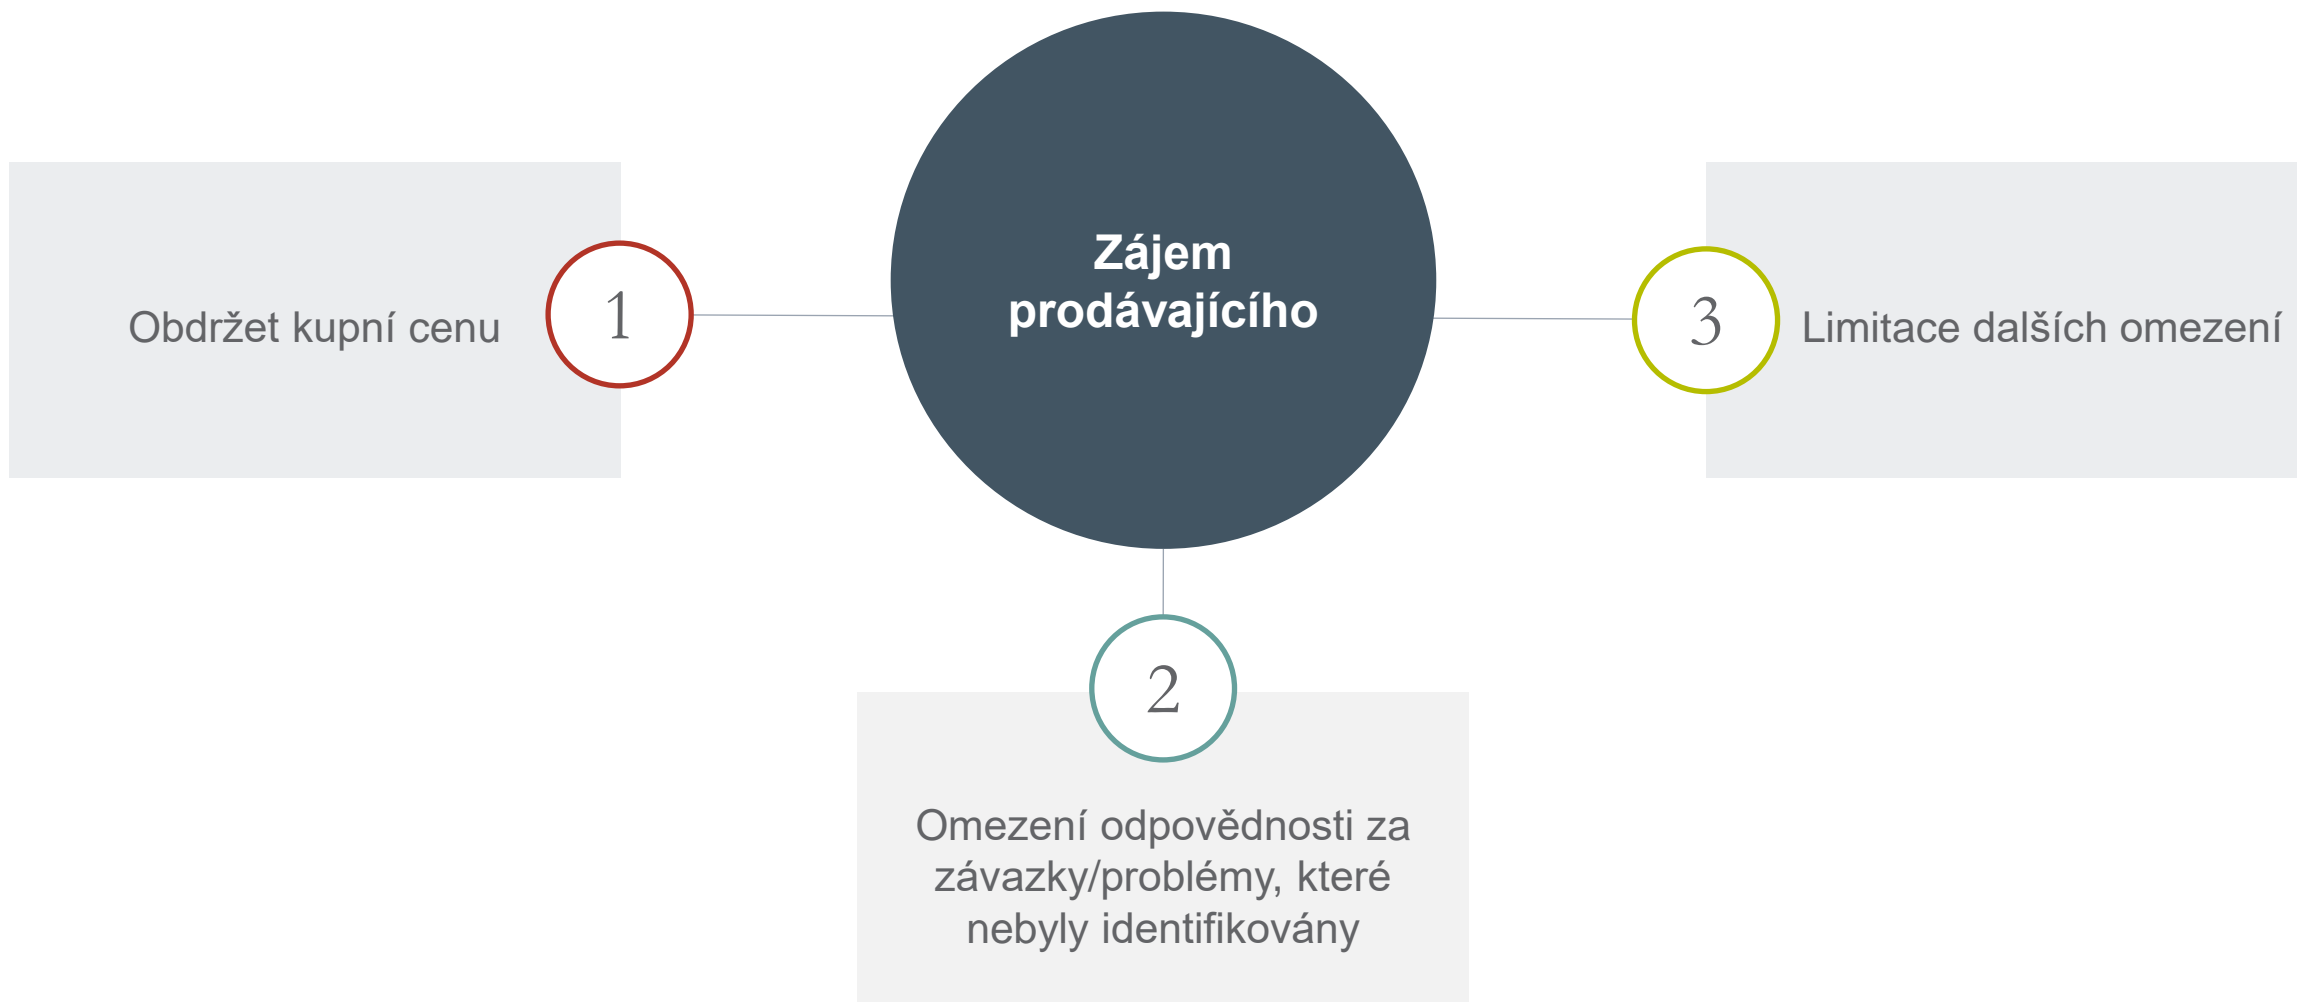 Zájem
prodávajícího
1
Obdržet kupní cenu
2
Omezení odpovědnosti za
závazky/problémy, které
nebyly identifikovány
3
Limitace dalších omezení